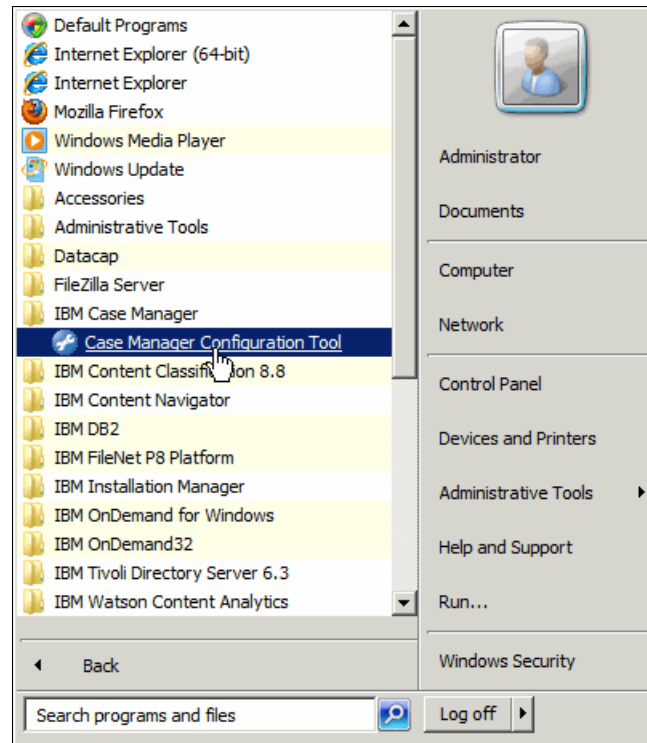 Default Programs
Internet Explorer (64-bit)
Internet Explorer
Mozilla Firefox
Windows Media Player
Windows Update
Accessories
Administrative Tools
Datacap
FileZilla Server
IBM Case Manager
Case Manager Configuration Tool
IBM Content Classification 8.8
IBM Content Navigator
IBM DB2
IBM FileNet P8 Platform
IBM Installation Manager
IBM OnDemand for Windows
IBM OnDemand32
IBM Tivoli Directory Server 6.3
IBM Watson Content Analytics
Back
Search programs and files
Administrator
Documents
Computer
Network
Control Panel
Devices and Printers
Administrative Tools
Help and Support
Run...
Windows Security
Log off